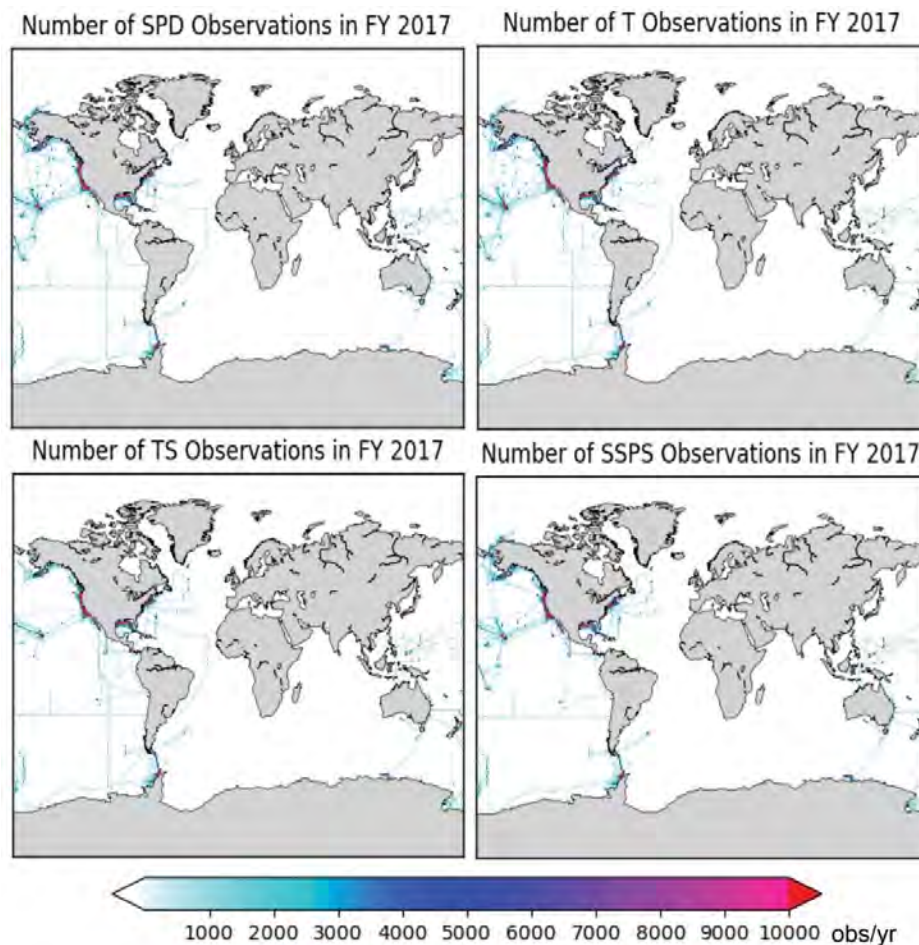 Number of SPD Observations in FY 2017
Number of T Observations in FY 2017
Number of TS Observations in FY 2017
Number of SSPS Observations in FY 2017
1000 2000 3000 4000 5000 6000 7000 8000 9000 10000 obs/yr